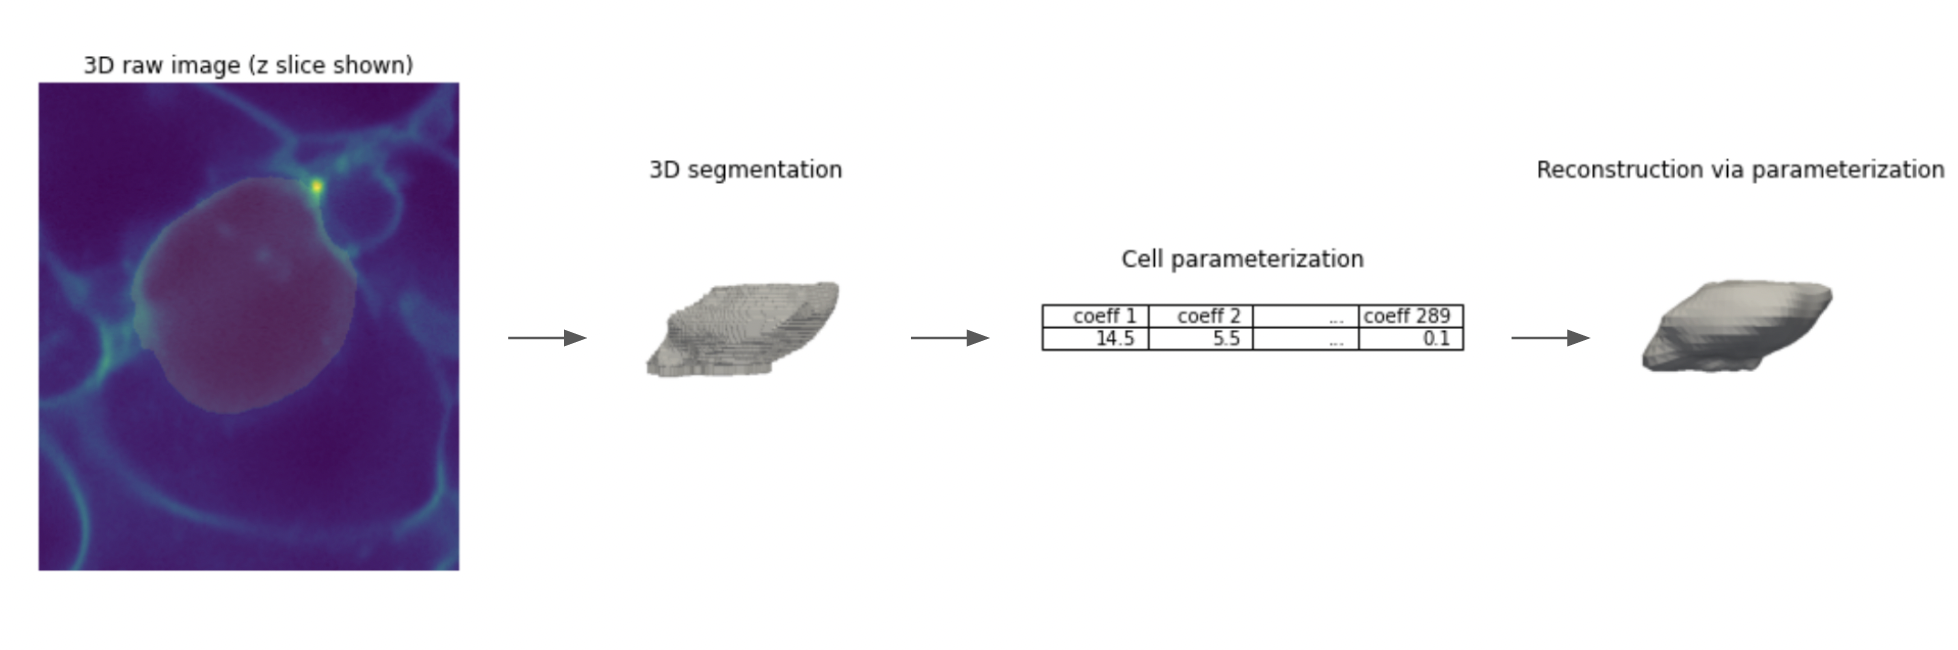 3D raw image (z slice shown)
3D segmentation
Cell parameterization
coeff 1 coeff 2 ... coeff 289
14.5 5.5 ... 0.1
Reconstruction via parameterization